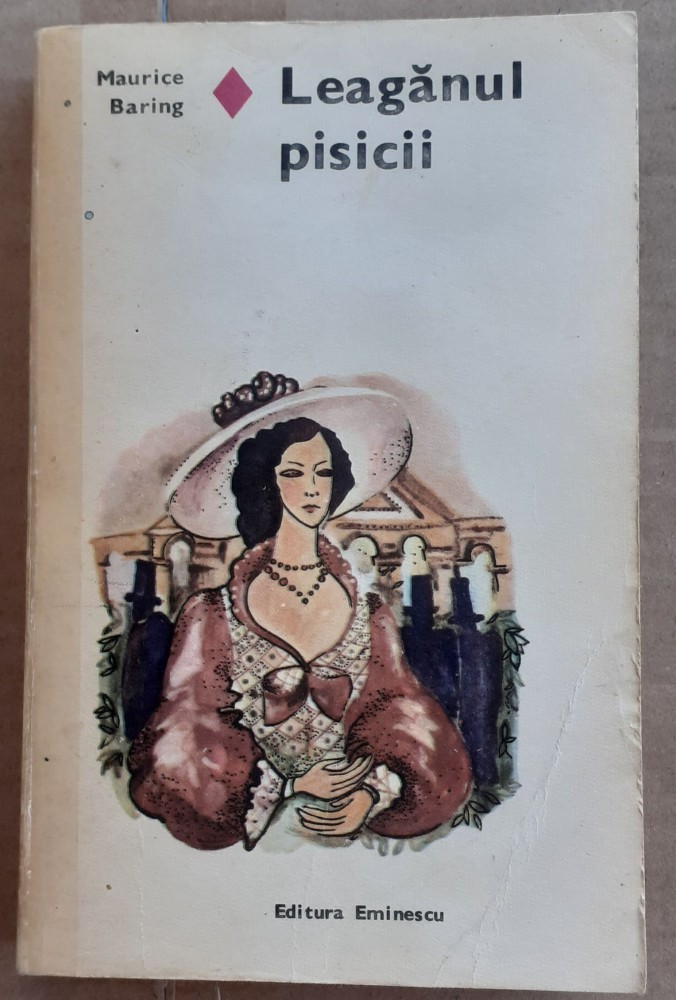 Maurice
Baring
Leagănul
pisicii
Editura Eminescu